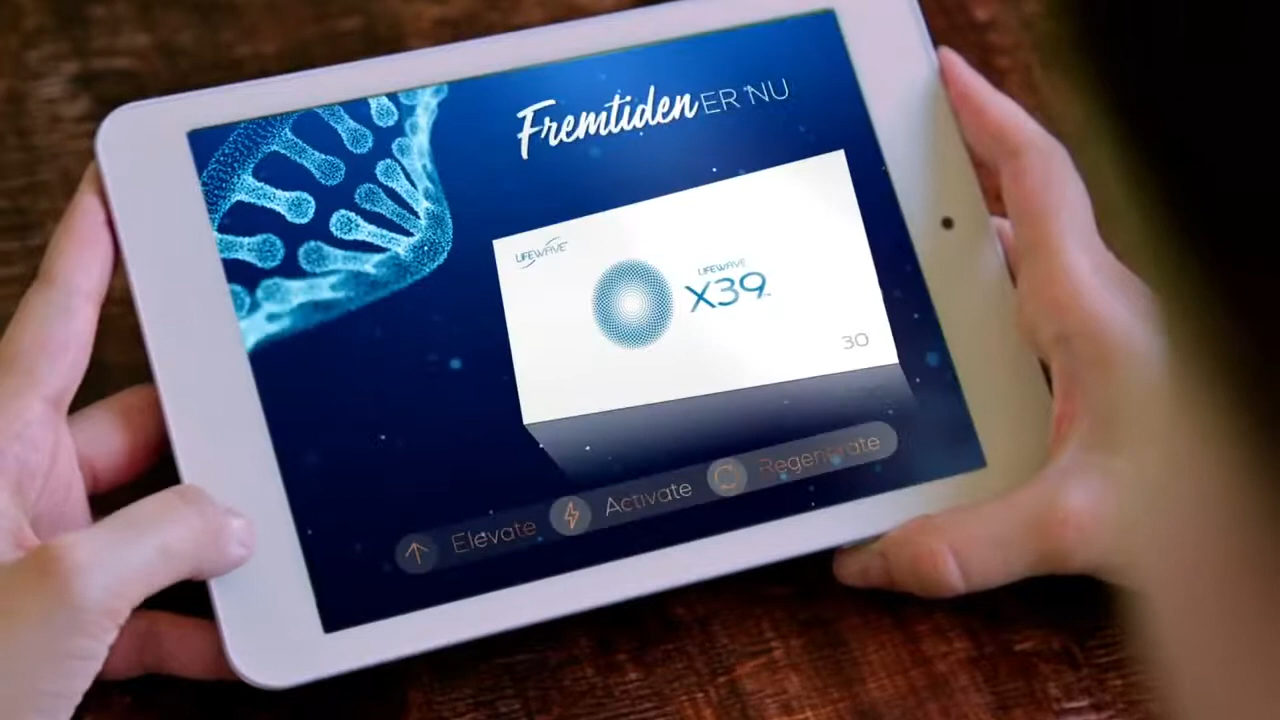 Fremtiden ER NU
LIFEWAVE
LIFEWAVE
X39
30
Elevate Activate Regenerate